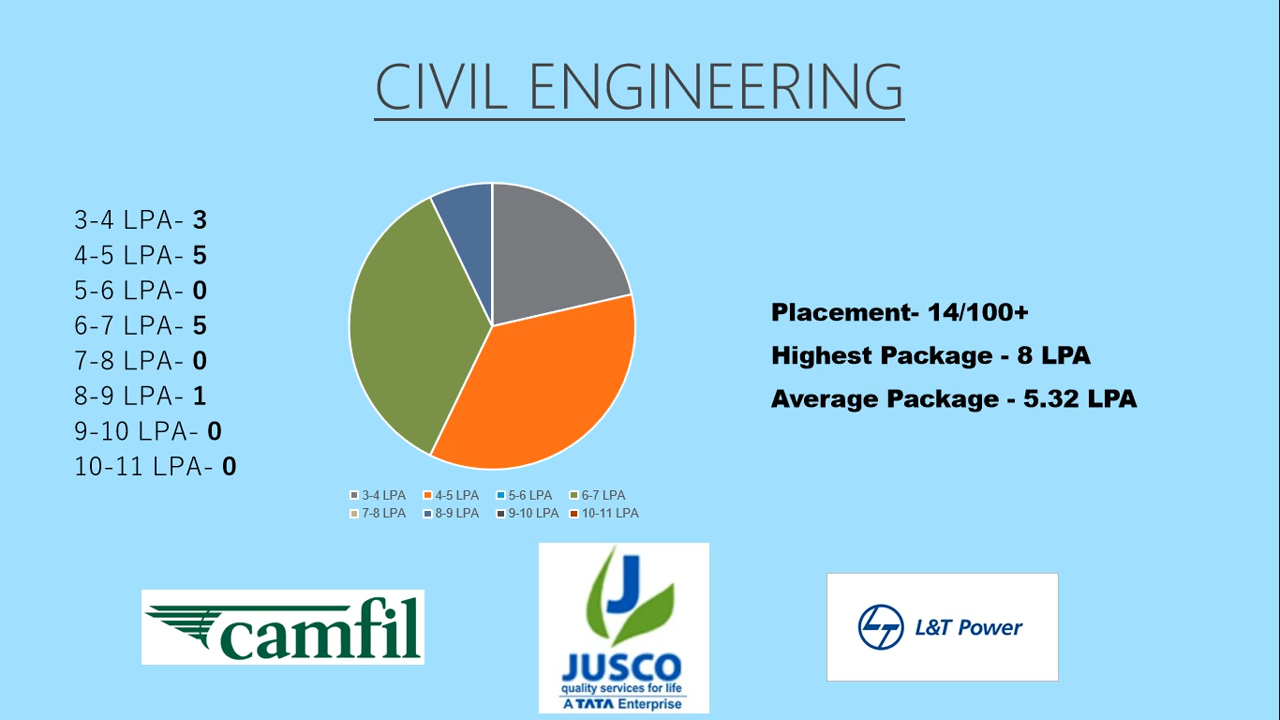 CIVIL ENGINEERING
3-4 LPA- 3
4-5 LPA- 5
5-6 LPA- 0
6-7 LPA- 5
7-8 LPA- 0
8-9 LPA- 1
9-10 LPA- 0
10-11 LPA- 0
Placement- 14/100+
Highest Package - 8 LPA
Average Package - 5.32 LPA
3-4 LPA 4-5 LPA 5-6 LPA 6-7 LPA
7-8 LPA 8-9 LPA 9-10 LPA 10-11 LPA
camfil
J
JUSCO
quality services for life
A TATA Enterprise
LT L&T Power